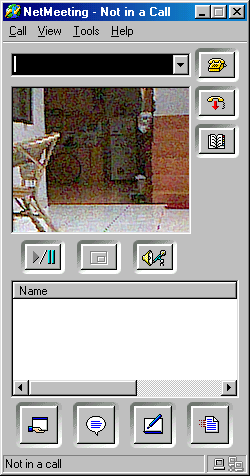 NetMeeting - Not in a Call
Call View Tools Help
Name
Not in a call